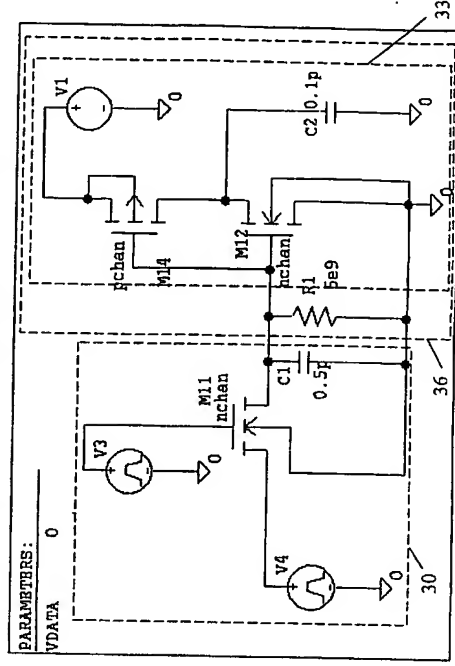 PARAMETERS:
VDATA 0
V3
0
V4
0
M11
nchan
C1
0.5p
R1
5e9
pchan
M14
M12
nchan
V1
0
C2 0.1p
0
0
30
36
33